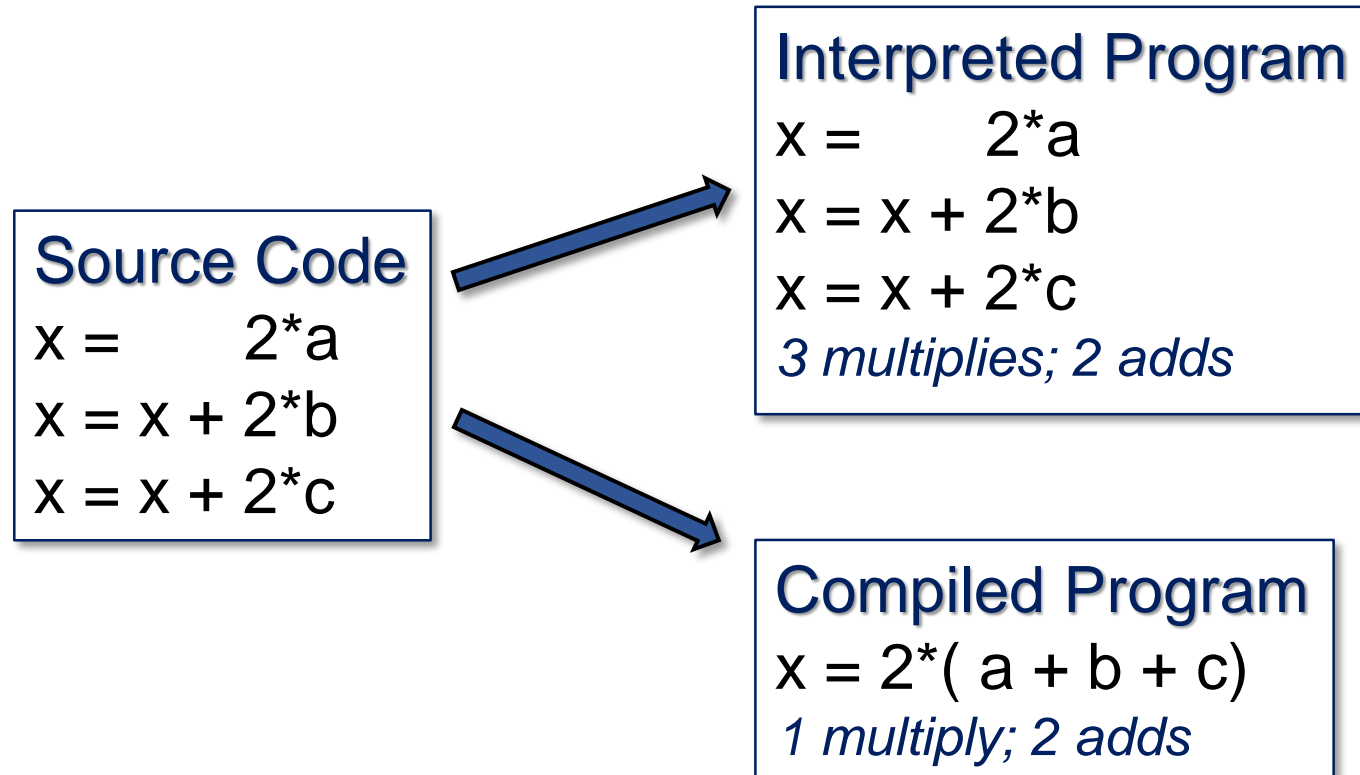 Source Code
x = 2*a
x = x + 2*b
x = x + 2*c
Interpreted Program
x = 2*a
x = x + 2*b
x = x + 2*c
3 multiplies; 2 adds
Compiled Program
x = 2*( a + b + c)
1 multiply; 2 adds